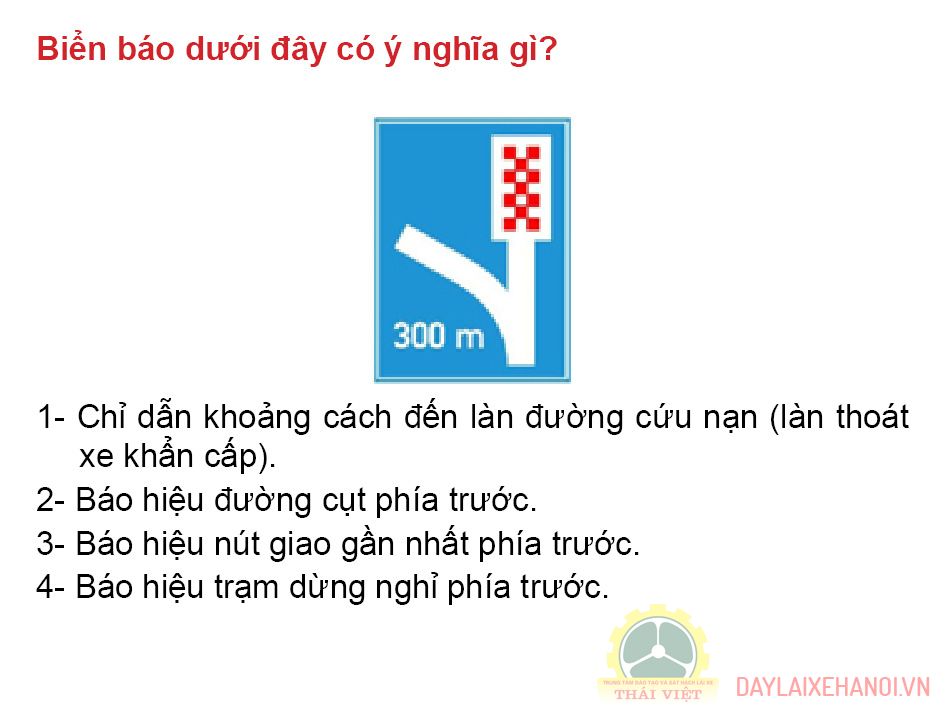 Biển báo dưới đây có ý nghĩa gì?
300 m
1- Chỉ dẫn khoảng cách đến làn đường cứu nạn (làn thoát
xe khẩn cấp).
2- Báo hiệu đường cụt phía trước.
3- Báo hiệu nút giao gần nhất phía trước.
4- Báo hiệu trạm dừng nghỉ phía trước.
TRUNG TÂM ĐÀO TẠO VÀ SÁT HẠCH LÁI XE
THÁI VIỆT
DAYLAIXEHANOI.VN